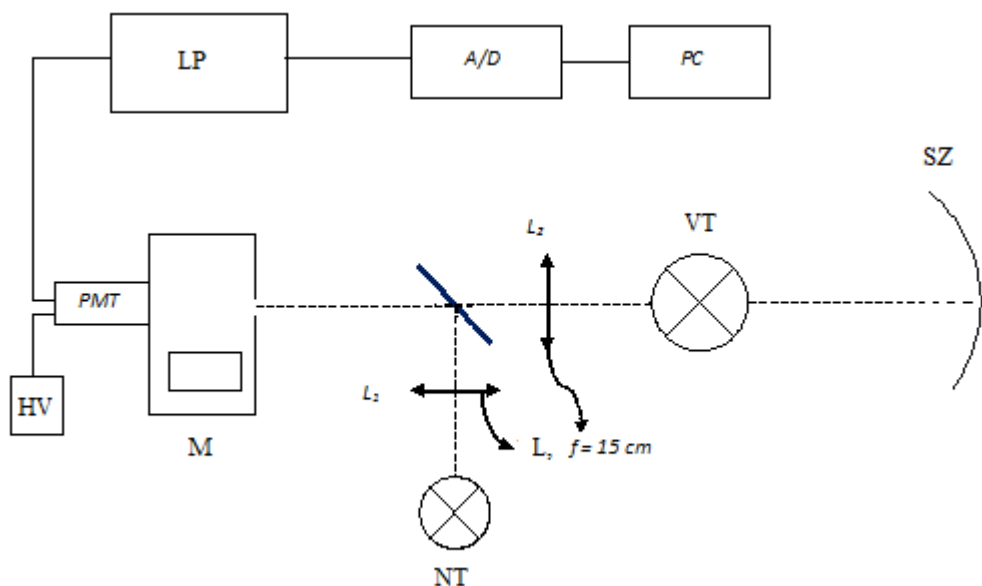 LP
A/D
PC
SZ
VT
L₂
PMT
HV
M
L₁
L, f = 15 cm
NT